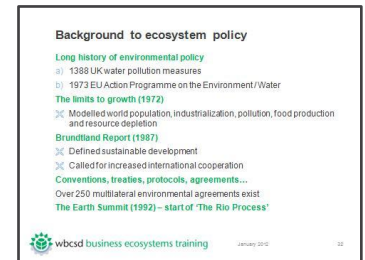 Background to ecosystem policy
Long history of environmental policy
a) 1388 UK water pollution measures
b) 1973 EU Action Programme on the Environment / Water
The limits to growth (1972)
Modelled world population, industrialization, pollution, food production
and resource depletion
Brundtland Report (1987)
Defined sustainable development
Called for increased international cooperation
Conventions, treaties, protocols, agreements…
Over 250 multilateral environmental agreements exist
The Earth Summit (1992) – start of ‘The Rio Process’
wbcsd business ecosystems training January 2012